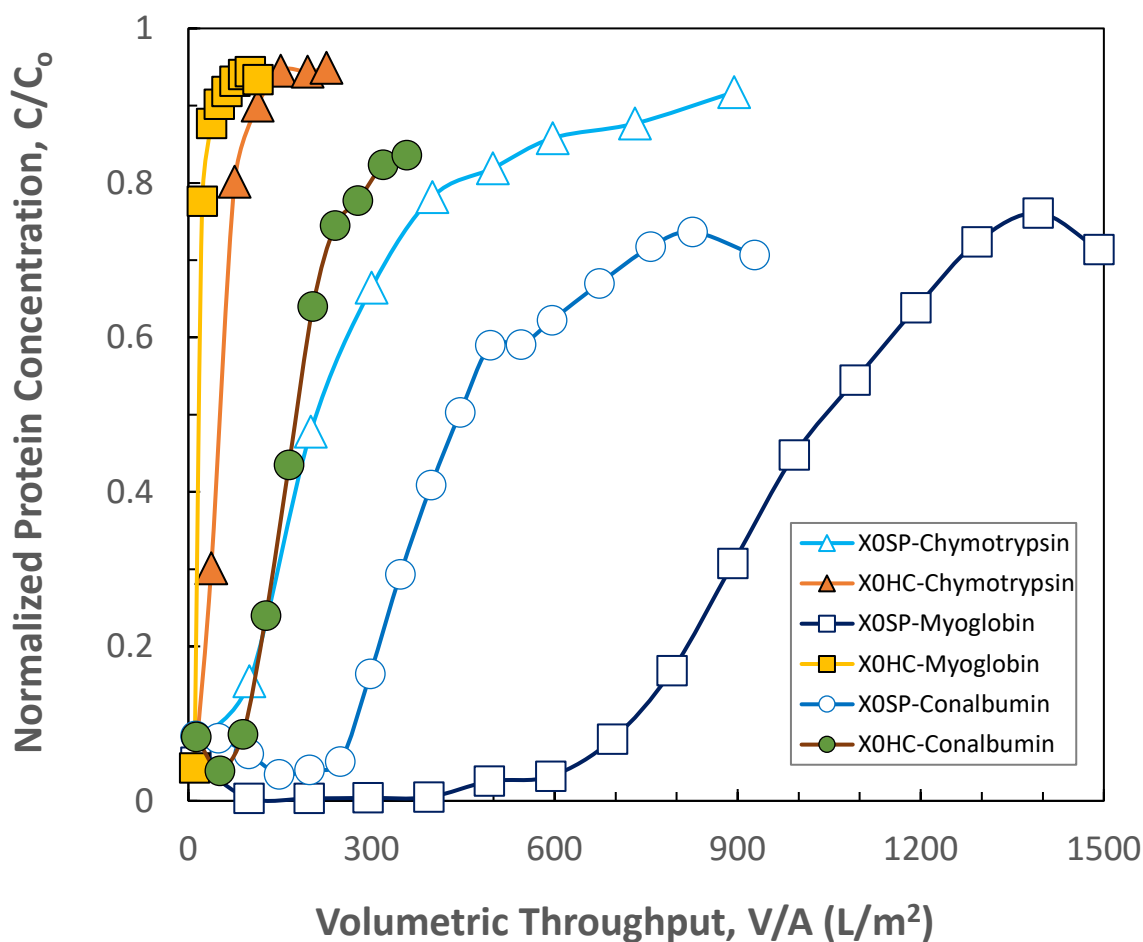 Normalized Protein Concentration, C/Cₒ
1
0.8
0.6
0.4
0.2
0
0 300 600 900 1200 1500
Volumetric Throughput, V/A (L/m²)
X0SP-Chymotrypsin
X0HC-Chymotrypsin
X0SP-Myoglobin
X0HC-Myoglobin
X0SP-Conalbumin
X0HC-Conalbumin